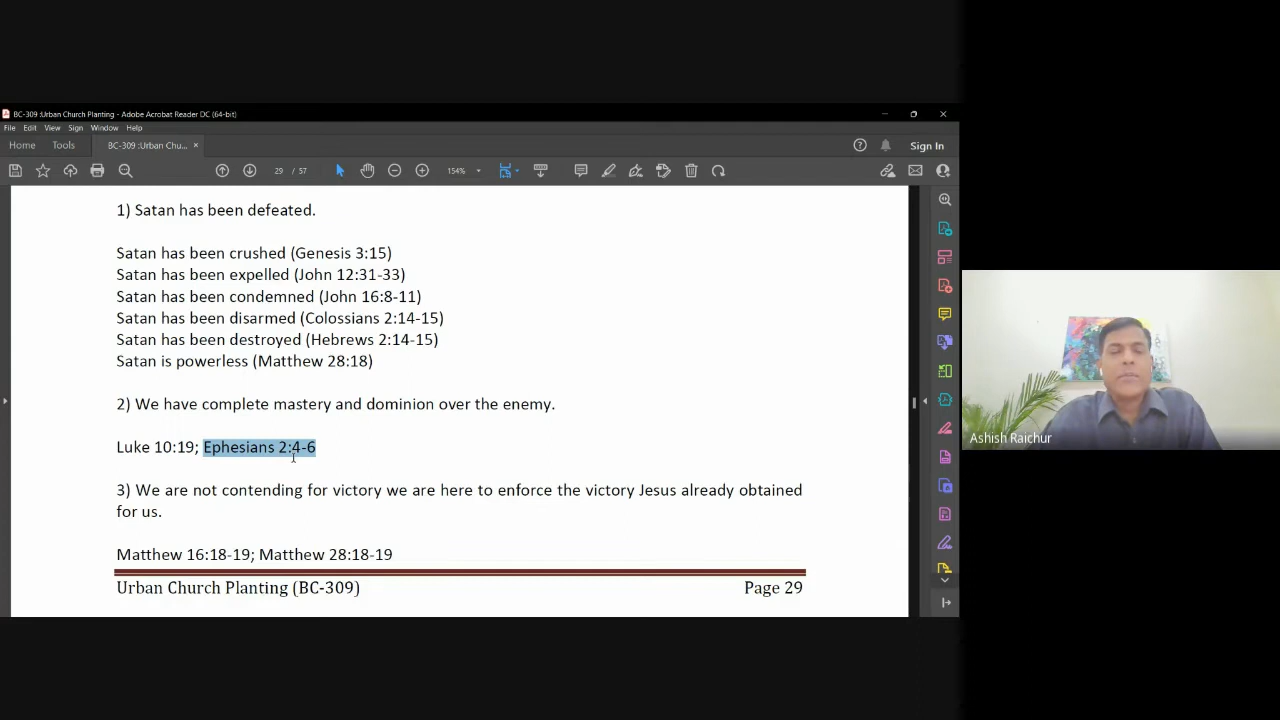 BC-309 :Urban Church Planting - Adobe Acrobat Reader DC (64-bit)
File Edit View Sign Window Help
Home Tools BC-309 :Urban Chu... × Sign In
29 / 57 154%
1) Satan has been defeated.
Satan has been crushed (Genesis 3:15)
Satan has been expelled (John 12:31-33)
Satan has been condemned (John 16:8-11)
Satan has been disarmed (Colossians 2:14-15)
Satan has been destroyed (Hebrews 2:14-15)
Satan is powerless (Matthew 28:18)
2) We have complete mastery and dominion over the enemy.
Luke 10:19; Ephesians 2:4-6
3) We are not contending for victory we are here to enforce the victory Jesus already obtained
for us.
Matthew 16:18-19; Matthew 28:18-19
Urban Church Planting (BC-309) Page 29
Ashish Raichur